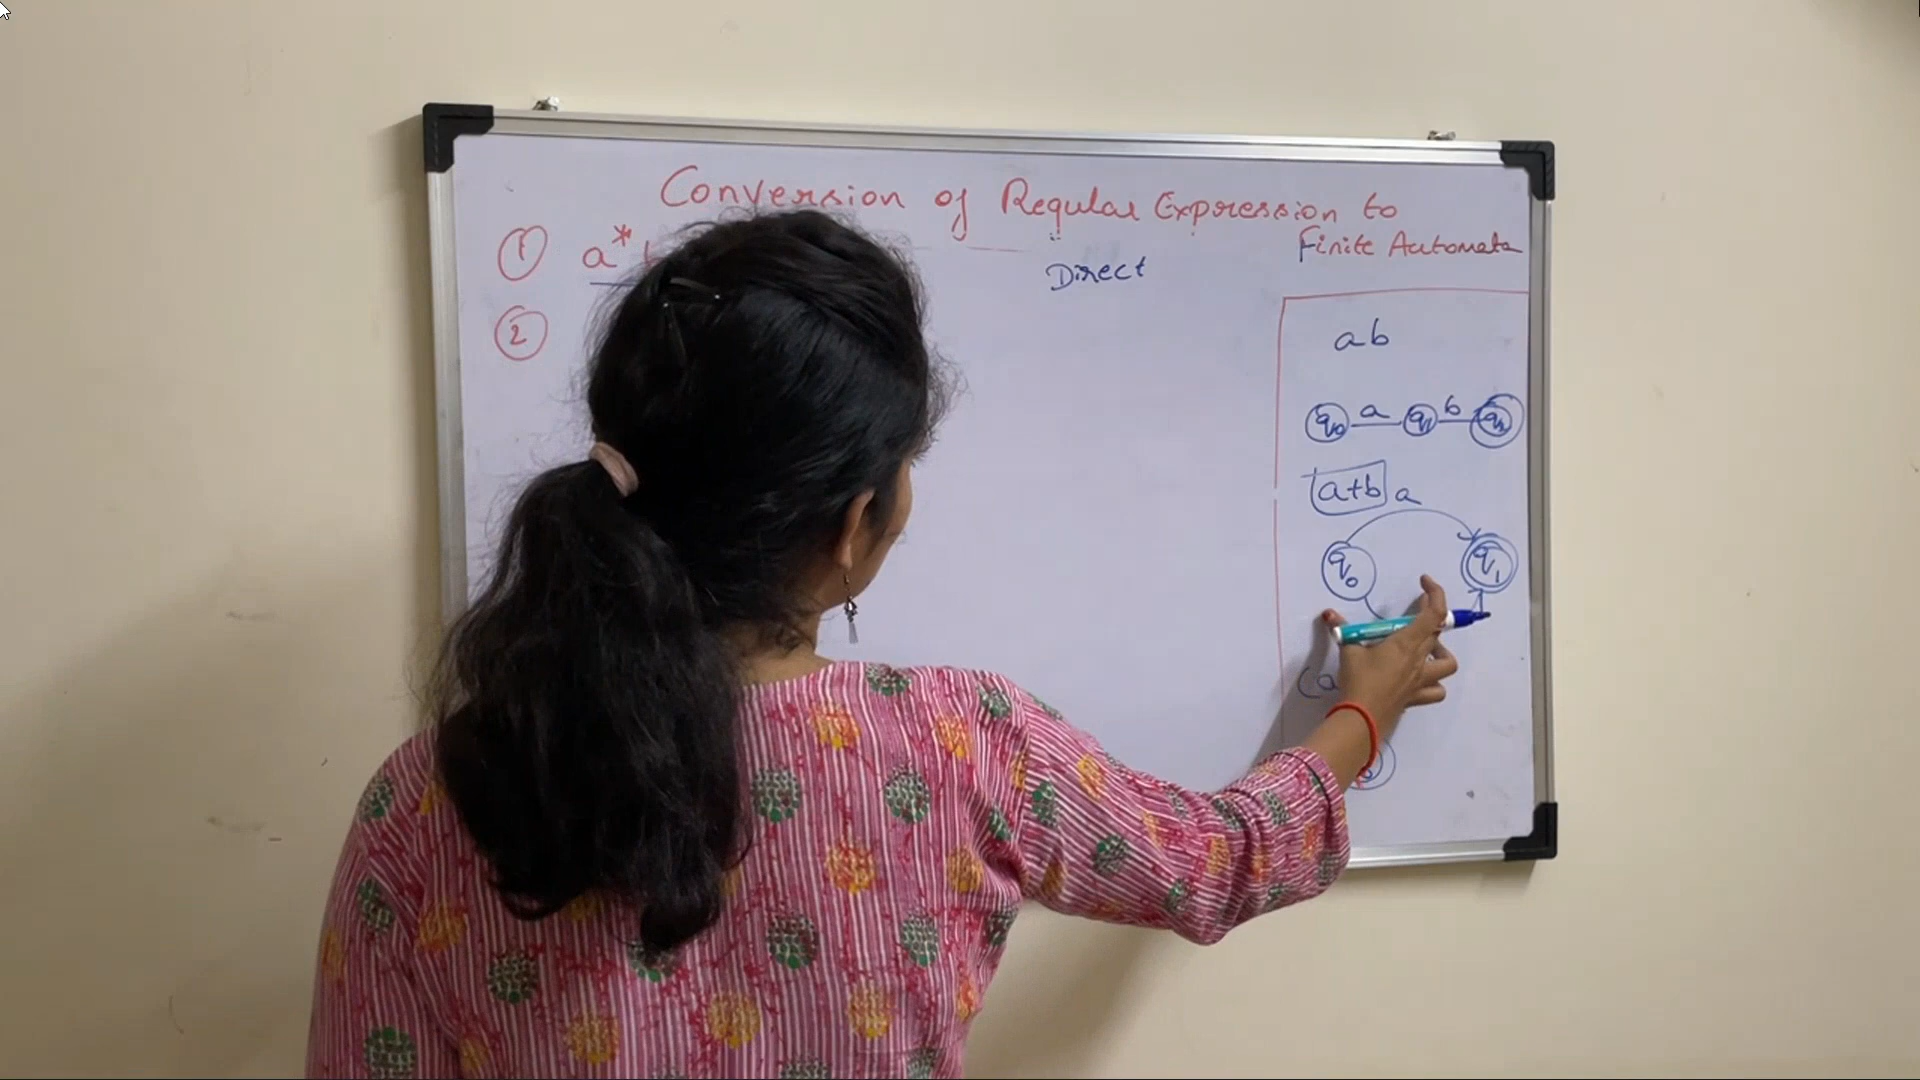 Conversion of Regular Expression to
Finite Automata
① a*
Direct
②
ab
q0 a q1 b q2
a+b a
q0 q1
(a